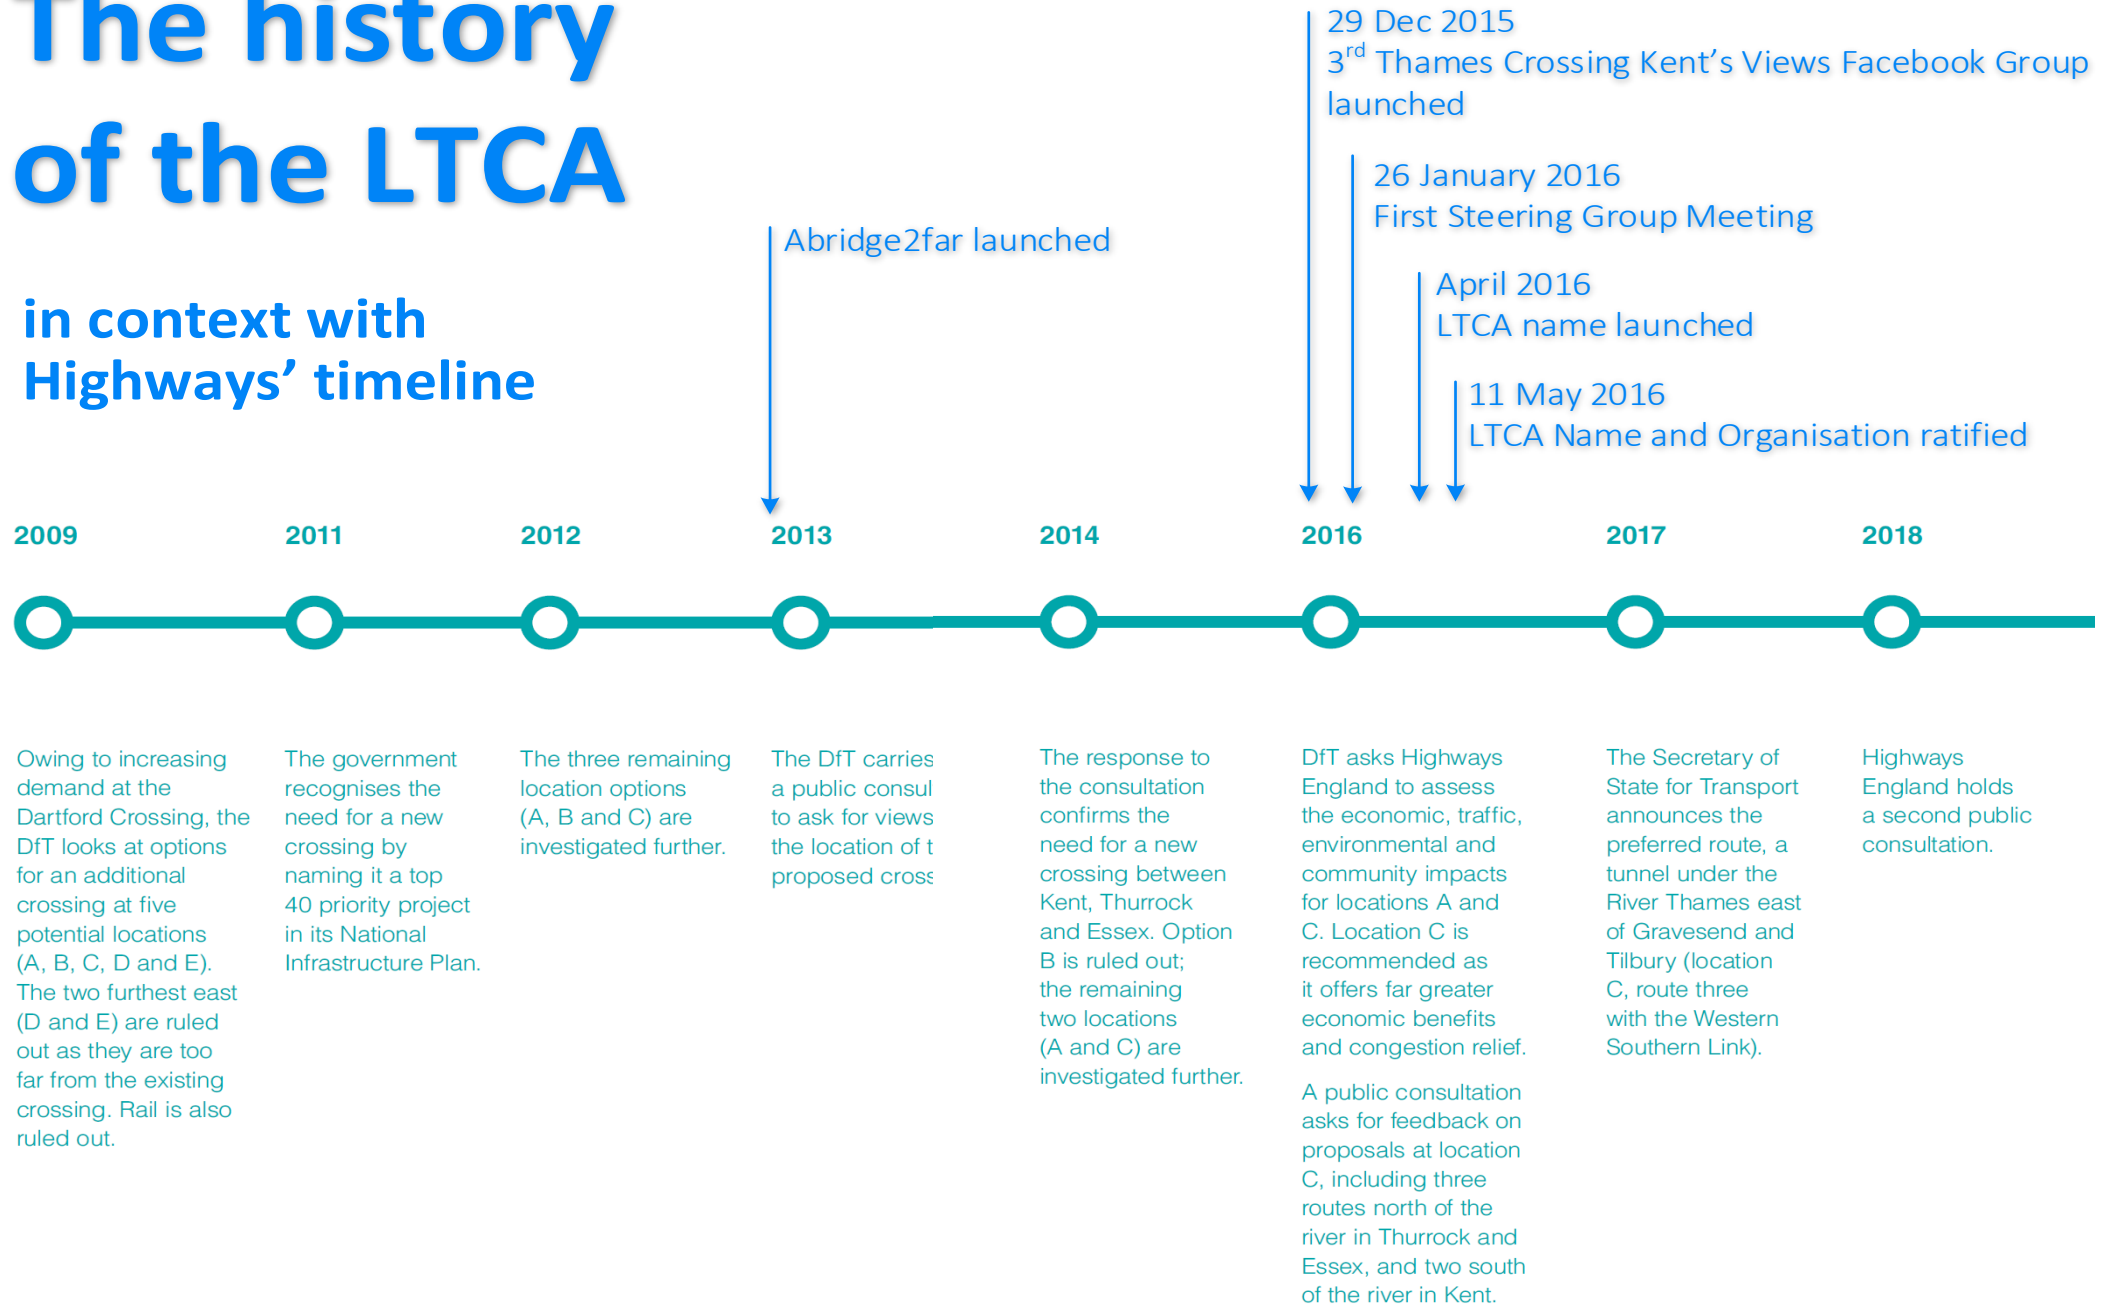 The history
of the LTCA
in context with
Highways’ timeline
Abridge2far launched
29 Dec 2015
3rd Thames Crossing Kent’s Views Facebook Group
launched
26 January 2016
First Steering Group Meeting
April 2016
LTCA name launched
11 May 2016
LTCA Name and Organisation ratified
2009
2011
2012
2013
2014
2016
2017
2018
Owing to increasing
demand at the
Dartford Crossing, the
DfT looks at options
for an additional
crossing at five
potential locations
(A, B, C, D and E).
The two furthest east
(D and E) are ruled
out as they are too
far from the existing
crossing. Rail is also
ruled out.
The government
recognises the
need for a new
crossing by
naming it a top
40 priority project
in its National
Infrastructure Plan.
The three remaining
location options
(A, B and C) are
investigated further.
The DfT carries
a public consul
to ask for views
the location of t
proposed cross
The response to
the consultation
confirms the
need for a new
crossing between
Kent, Thurrock
and Essex. Option
B is ruled out;
the remaining
two locations
(A and C) are
investigated further.
DfT asks Highways
England to assess
the economic, traffic,
environmental and
community impacts
for locations A and
C. Location C is
recommended as
it offers far greater
economic benefits
and congestion relief.
A public consultation
asks for feedback on
proposals at location
C, including three
routes north of the
river in Thurrock and
Essex, and two south
of the river in Kent.
The Secretary of
State for Transport
announces the
preferred route, a
tunnel under the
River Thames east
of Gravesend and
Tilbury (location
C, route three
with the Western
Southern Link).
Highways
England holds
a second public
consultation.